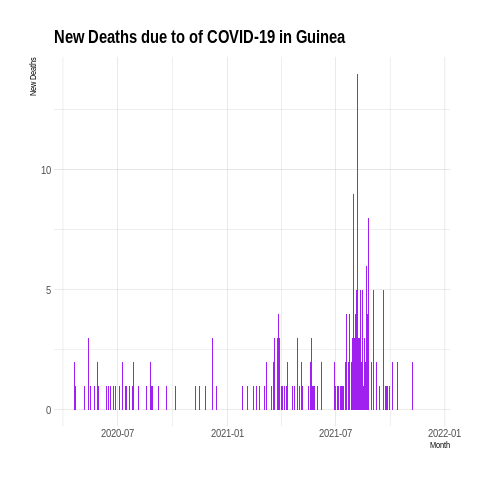 New Deaths due to of COVID-19 in Guinea
New Deaths
10
5
0
2020-07 2021-01 2021-07 2022-01
Month